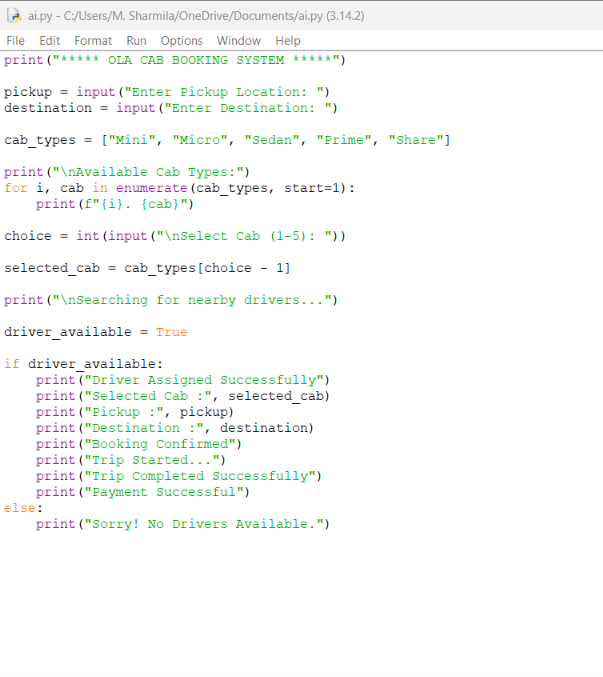 ai.py - C:/Users/M. Sharmila/OneDrive/Documents/ai.py (3.14.2)
File Edit Format Run Options Window Help
print("***** OLA CAB BOOKING SYSTEM *****")

pickup = input("Enter Pickup Location: ")
destination = input("Enter Destination: ")

cab_types = ["Mini", "Micro", "Sedan", "Prime", "Share"]

print("\nAvailable Cab Types:")
for i, cab in enumerate(cab_types, start=1):
    print(f"{i}. {cab}")

choice = int(input("\nSelect Cab (1-5): "))

selected_cab = cab_types[choice - 1]

print("\nSearching for nearby drivers...")

driver_available = True

if driver_available:
    print("Driver Assigned Successfully")
    print("Selected Cab :", selected_cab)
    print("Pickup :", pickup)
    print("Destination :", destination)
    print("Booking Confirmed")
    print("Trip Started...")
    print("Trip Completed Successfully")
    print("Payment Successful")
else:
    print("Sorry! No Drivers Available.")